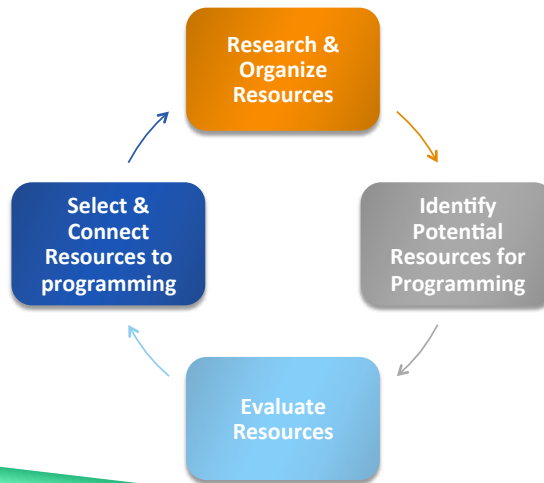 Research &
Organize
Resources
Identify
Potential
Resources for
Programming
Evaluate
Resources
Select &
Connect
Resources to
programming